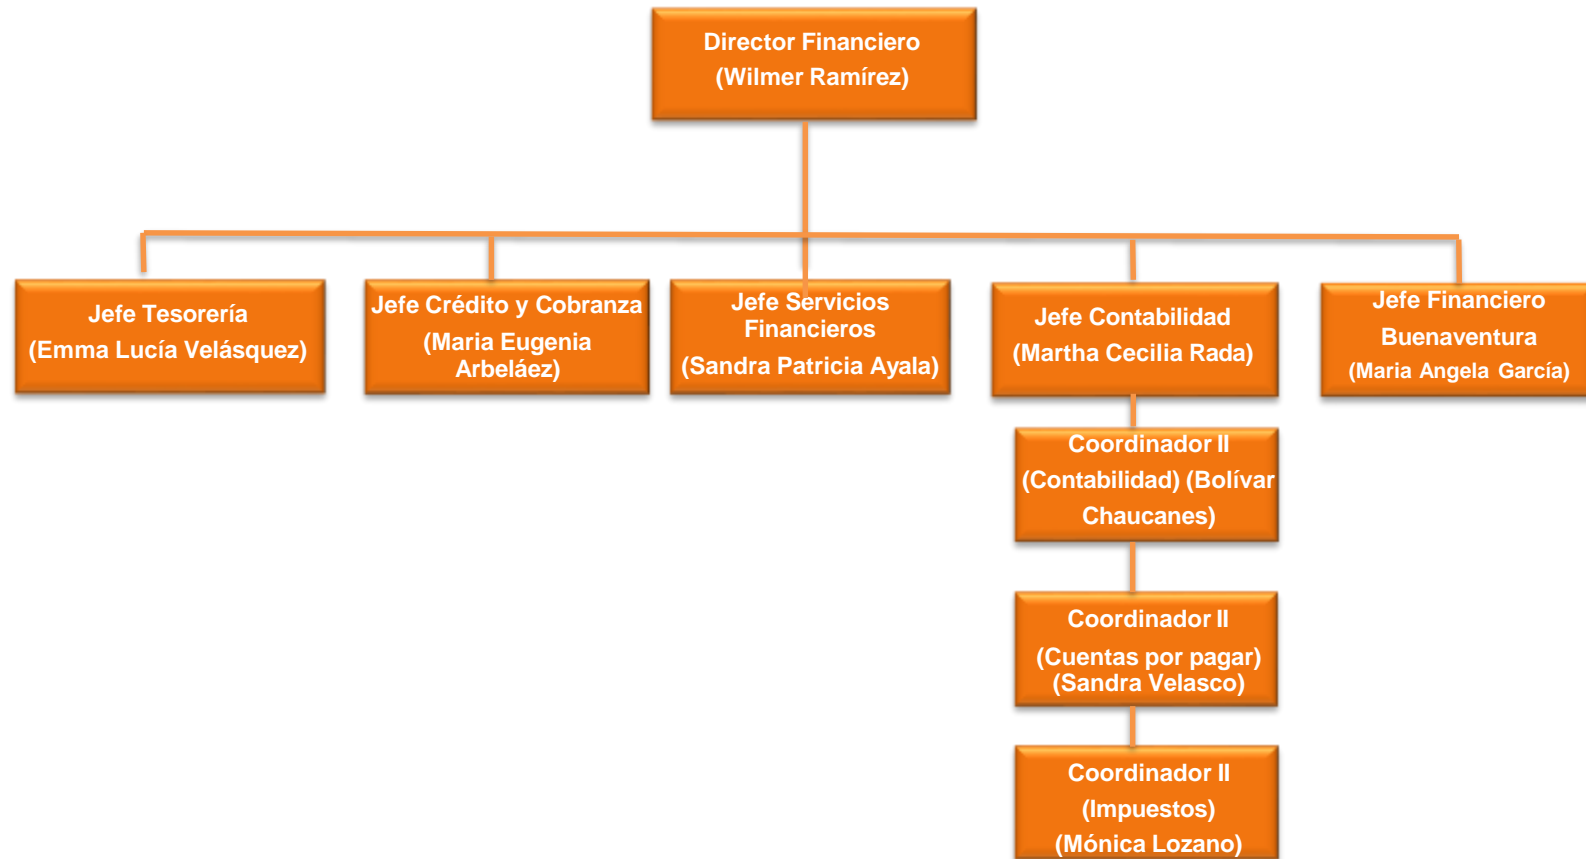 Director Financiero
(Wilmer Ramírez)
Jefe Tesorería
(Emma Lucía Velásquez)
Jefe Crédito y Cobranza
(Maria Eugenia
Arbeláez)
Jefe Servicios
Financieros
(Sandra Patricia Ayala)
Jefe Contabilidad
(Martha Cecilia Rada)
Jefe Financiero
Buenaventura
(Maria Angela García)
Coordinador II
(Contabilidad) (Bolívar
Chaucanes)
Coordinador II
(Cuentas por pagar)
(Sandra Velasco)
Coordinador II
(Impuestos)
(Mónica Lozano)